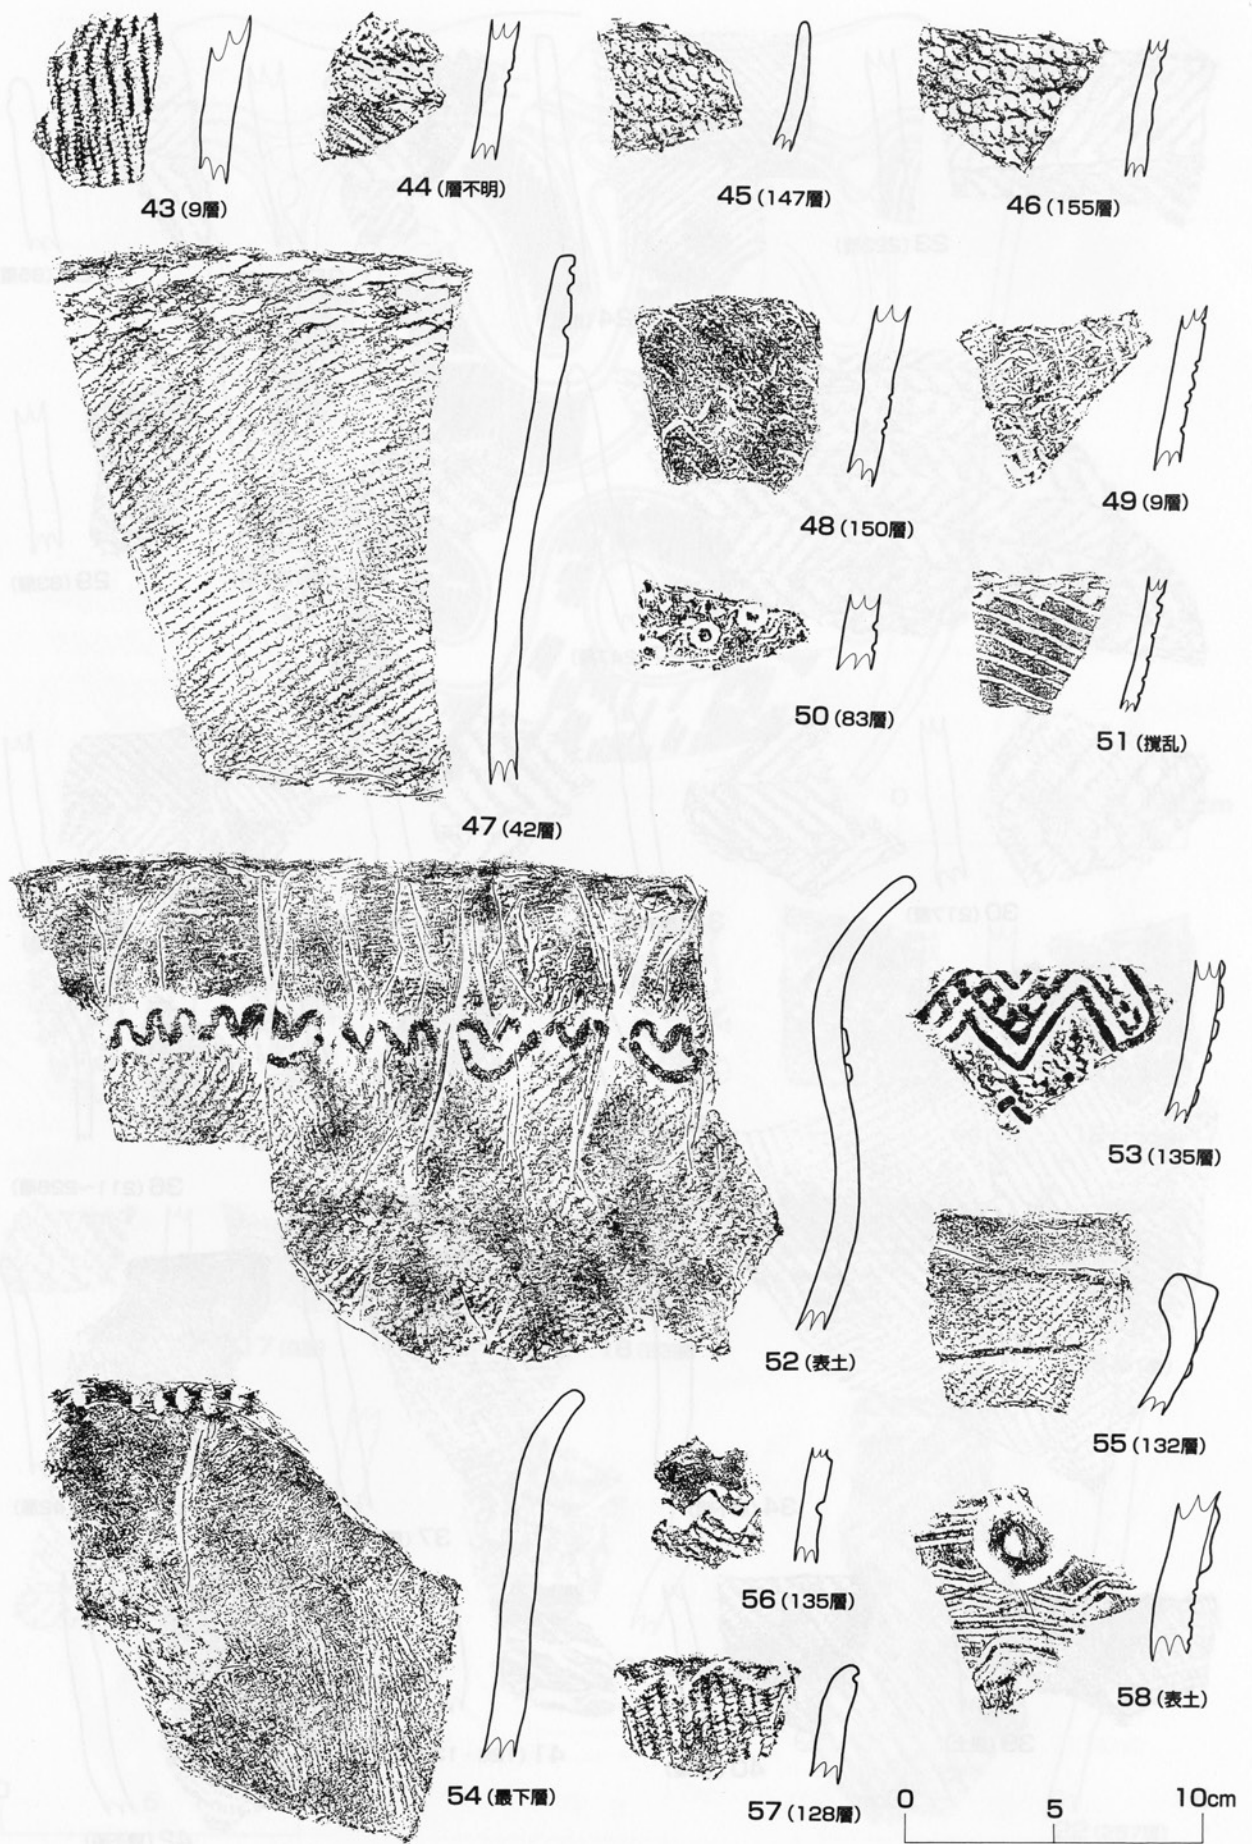 43 (9層)
44 (層不明)
45 (147層)
46 (155層)
47 (42層)
48 (150層)
49 (9層)
50 (83層)
51 (撹乱)
52 (表土)
53 (135層)
54 (最下層)
55 (132層)
56 (135層)
57 (128層)
58 (表土)
0 5 10cm